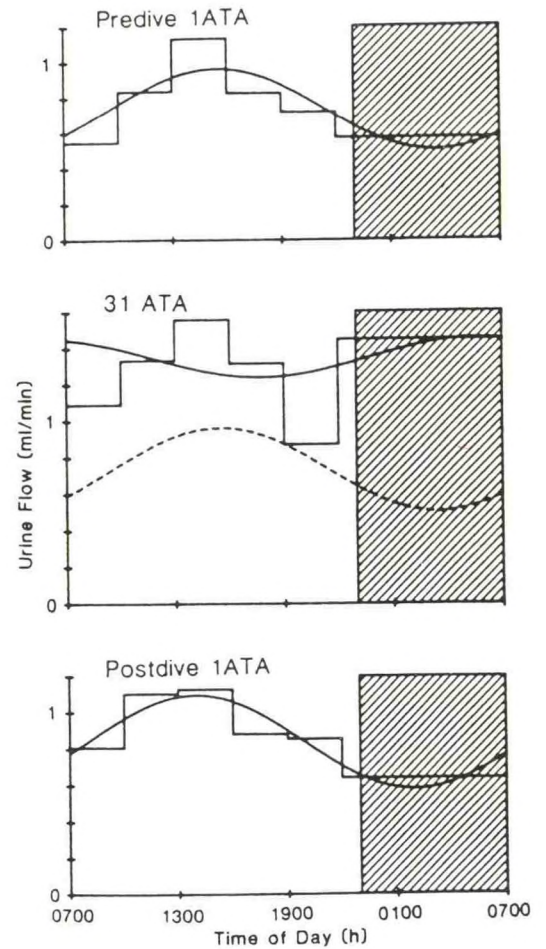 Predive 1ATA
1
0
31 ATA
1
0
Urine Flow (ml/min)
Postdive 1ATA
1
0
0700 1300 1900 0100 0700
Time of Day (h)